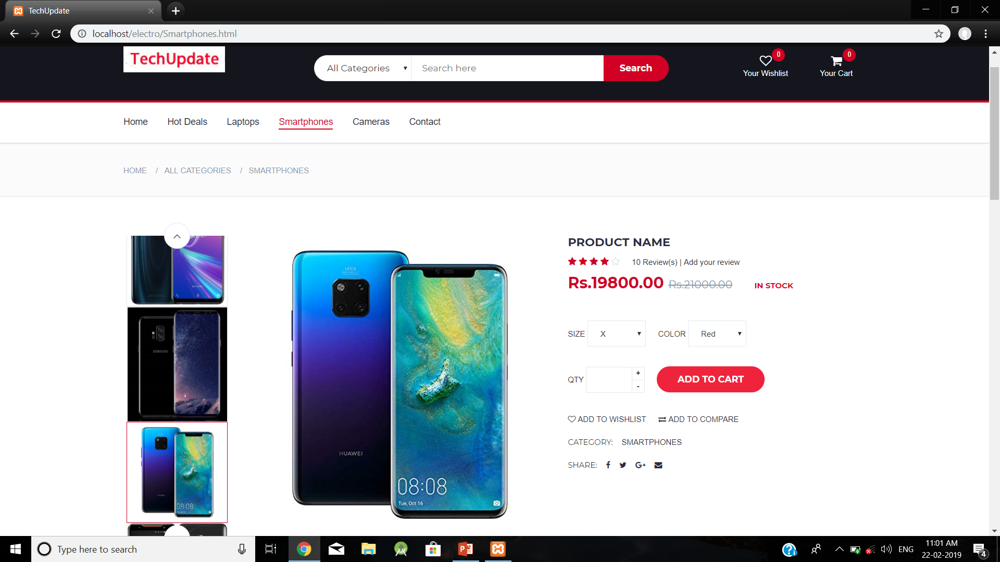 TechUpdate
localhost/electro/Smartphones.html
TechUpdate
All Categories
Search here
Search
0
Your Wishlist
0
Your Cart
Home
Hot Deals
Laptops
Smartphones
Cameras
Contact
HOME / ALL CATEGORIES / SMARTPHONES
SAMSUNG
08:08
LEICA
HUAWEI
08:08
Tue, Oct 16
PRODUCT NAME
10 Review(s) | Add your review
Rs.19800.00 Rs.21000.00 IN STOCK
SIZE X COLOR Red
QTY + - ADD TO CART
ADD TO WISHLIST ADD TO COMPARE
CATEGORY: SMARTPHONES
SHARE: f G+
Type here to search
ENG
11:01 AM
22-02-2019
4